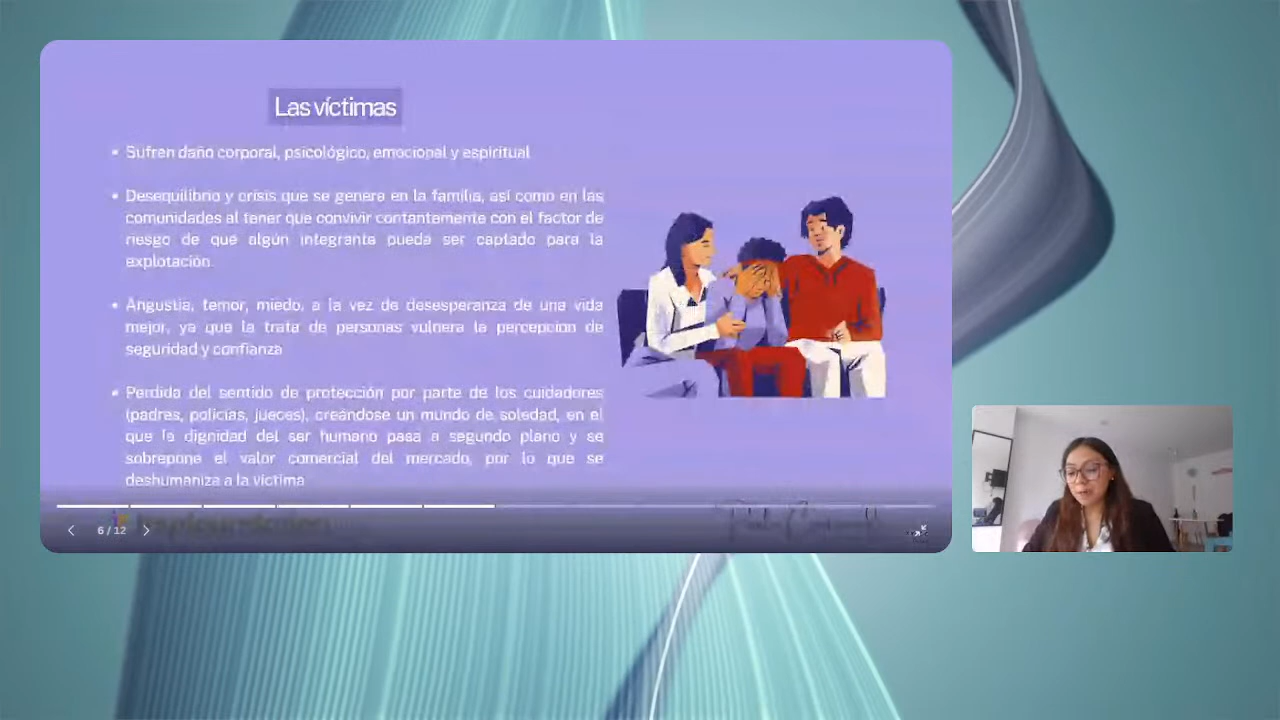 Las víctimas
• Sufren daño corporal, psicológico, emocional y espiritual
• Desequilibrio y crisis que se genera en la familia, así como en las
comunidades al tener que convivir contantemente con el factor de
riesgo de que algún integrante pueda ser captado para la
explotación.
• Angustia, temor, miedo, a la vez de desesperanza de una vida
mejor, ya que la trata de personas vulnera la percepcion de
seguridad y confianza
• Perdida del sentido de protección por parte de los cuidadores
(padres, policías, jueces), creándose un mundo de soledad, en el
que la dignidad del ser humano pasa a segundo plano y se
sobrepone el valor comercial del mercado, por lo que se
deshumaniza a la víctima
6 / 12